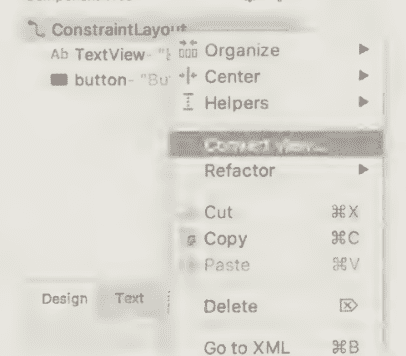 ConstraintLayout
Ab TextView- "
button- "Bu
Organize
Center
Helpers
Convert view...
Refactor
Cut ⌘X
Copy ⌘C
Paste ⌘V
Delete
Go to XML ⌘B
Design Text